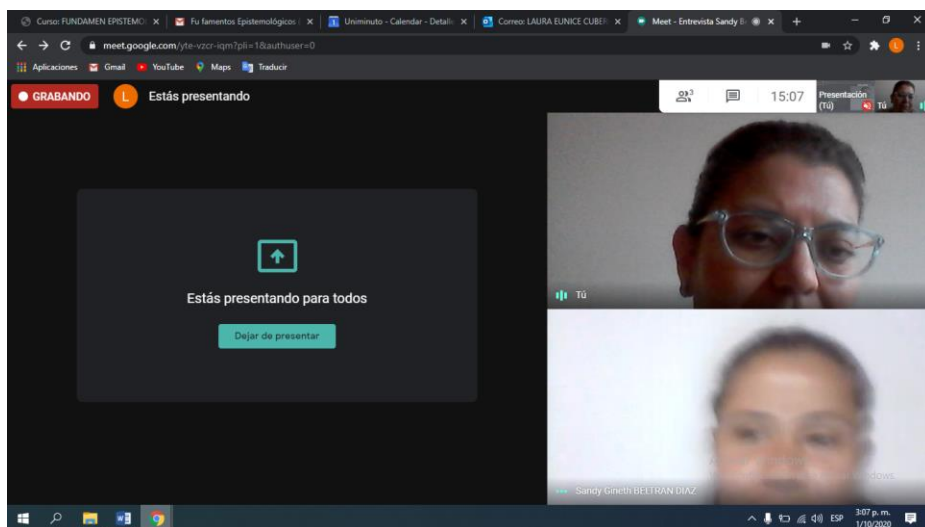 Curso: FUNDAMEN EPISTEMO
Fu famentos Epistemológicos
Uniminuto - Calendar - Detall
Correo: LAURA EUNICE CUBE
Meet - Entrevista Sandy B
meet.google.com/yte-vzcr-iqm?pli=1&authuser=0
L
Aplicaciones
Gmail
YouTube
Maps
Traducir
GRABANDO
L
Estás presentando
3
15:07
Presentación
(Tú)
Tú
Estás presentando para todos
Dejar de presentar
Tú
Sandy Gineth BELTRAN DIAZ
ESP
3:07 p. m.
1/10/2020